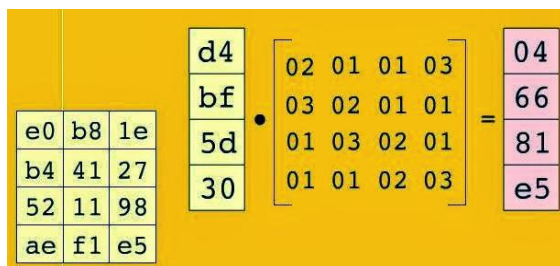 d4
bf
5d
30
•
02 01 01 03
03 02 01 01
01 03 02 01
01 01 02 03
=
04
66
81
e5
e0 b8 1e
b4 41 27
52 11 98
ae f1 e5